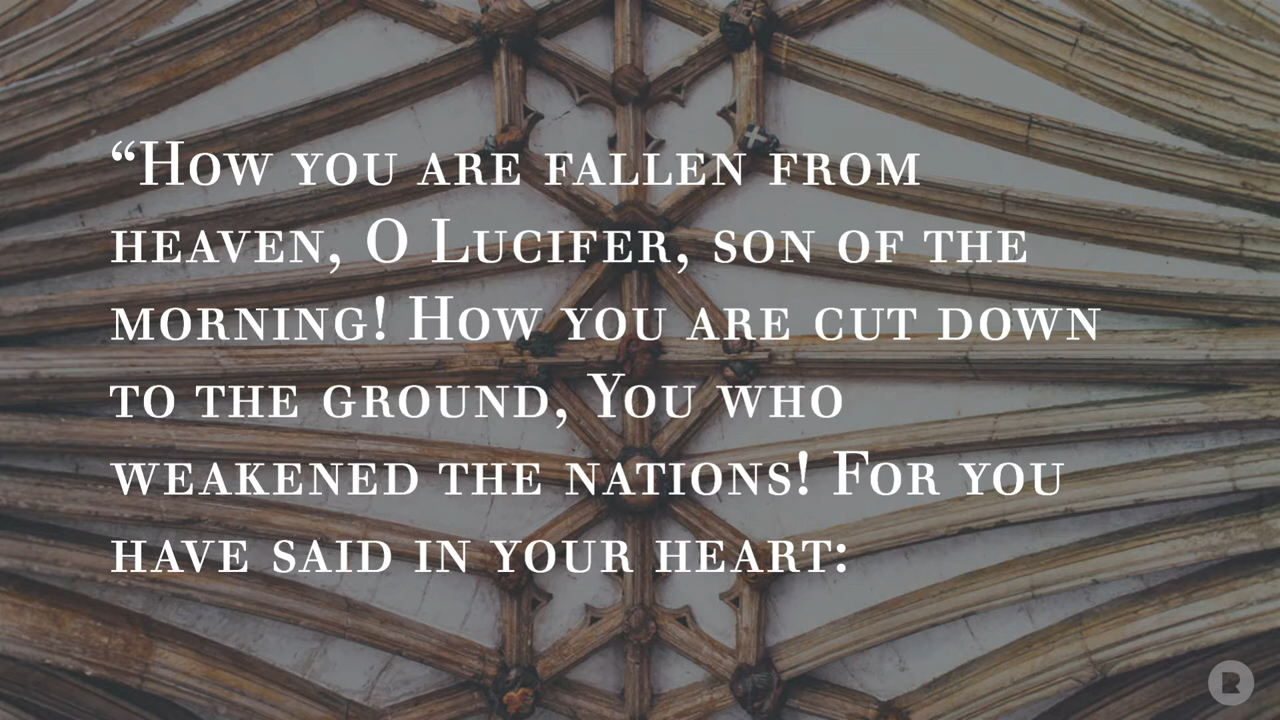 “How you are fallen from
heaven, O Lucifer, son of the
morning! How you are cut down
to the ground, You who
weakened the nations! For you
have said in your heart: